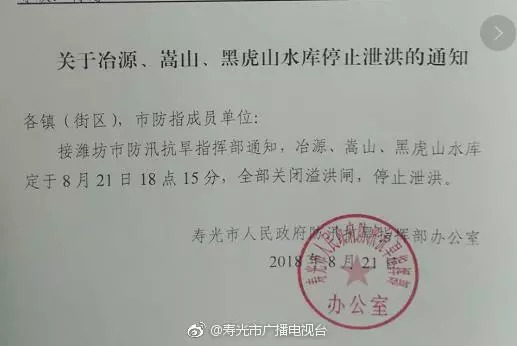 关于冶源、嵩山、黑虎山水库停止泄洪的通知
各镇（街区），市防指成员单位：
接潍坊市防汛抗旱指挥部通知，冶源、嵩山、黑虎山水库
定于8月21日18点15分，全部关闭溢洪闸，停止泄洪。
寿光市人民政府防汛抗旱指挥部办公室
2018年8月21日
办公室
@寿光市广播电视台